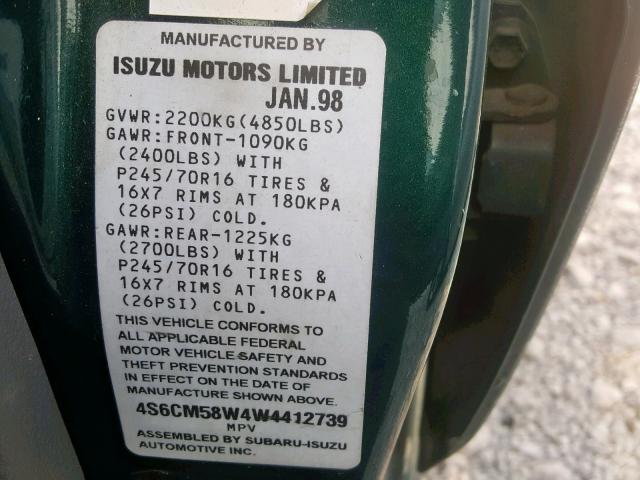 MANUFACTURED BY
ISUZU MOTORS LIMITED
JAN.98
GVWR:2200KG(4850LBS)
GAWR:FRONT-1090KG
(2400LBS) WITH
P245/70R16 TIRES &
16X7 RIMS AT 180KPA
(26PSI) COLD.
GAWR:REAR-1225KG
(2700LBS) WITH
P245/70R16 TIRES &
16X7 RIMS AT 180KPA
(26PSI) COLD.
THIS VEHICLE CONFORMS TO
ALL APPLICABLE FEDERAL
MOTOR VEHICLE SAFETY AND
THEFT PREVENTION STANDARDS
IN EFFECT ON THE DATE OF
MANUFACTURE SHOWN ABOVE.
4S6CM58W4W4412739
MPV
ASSEMBLED BY SUBARU-ISUZU
AUTOMOTIVE INC.